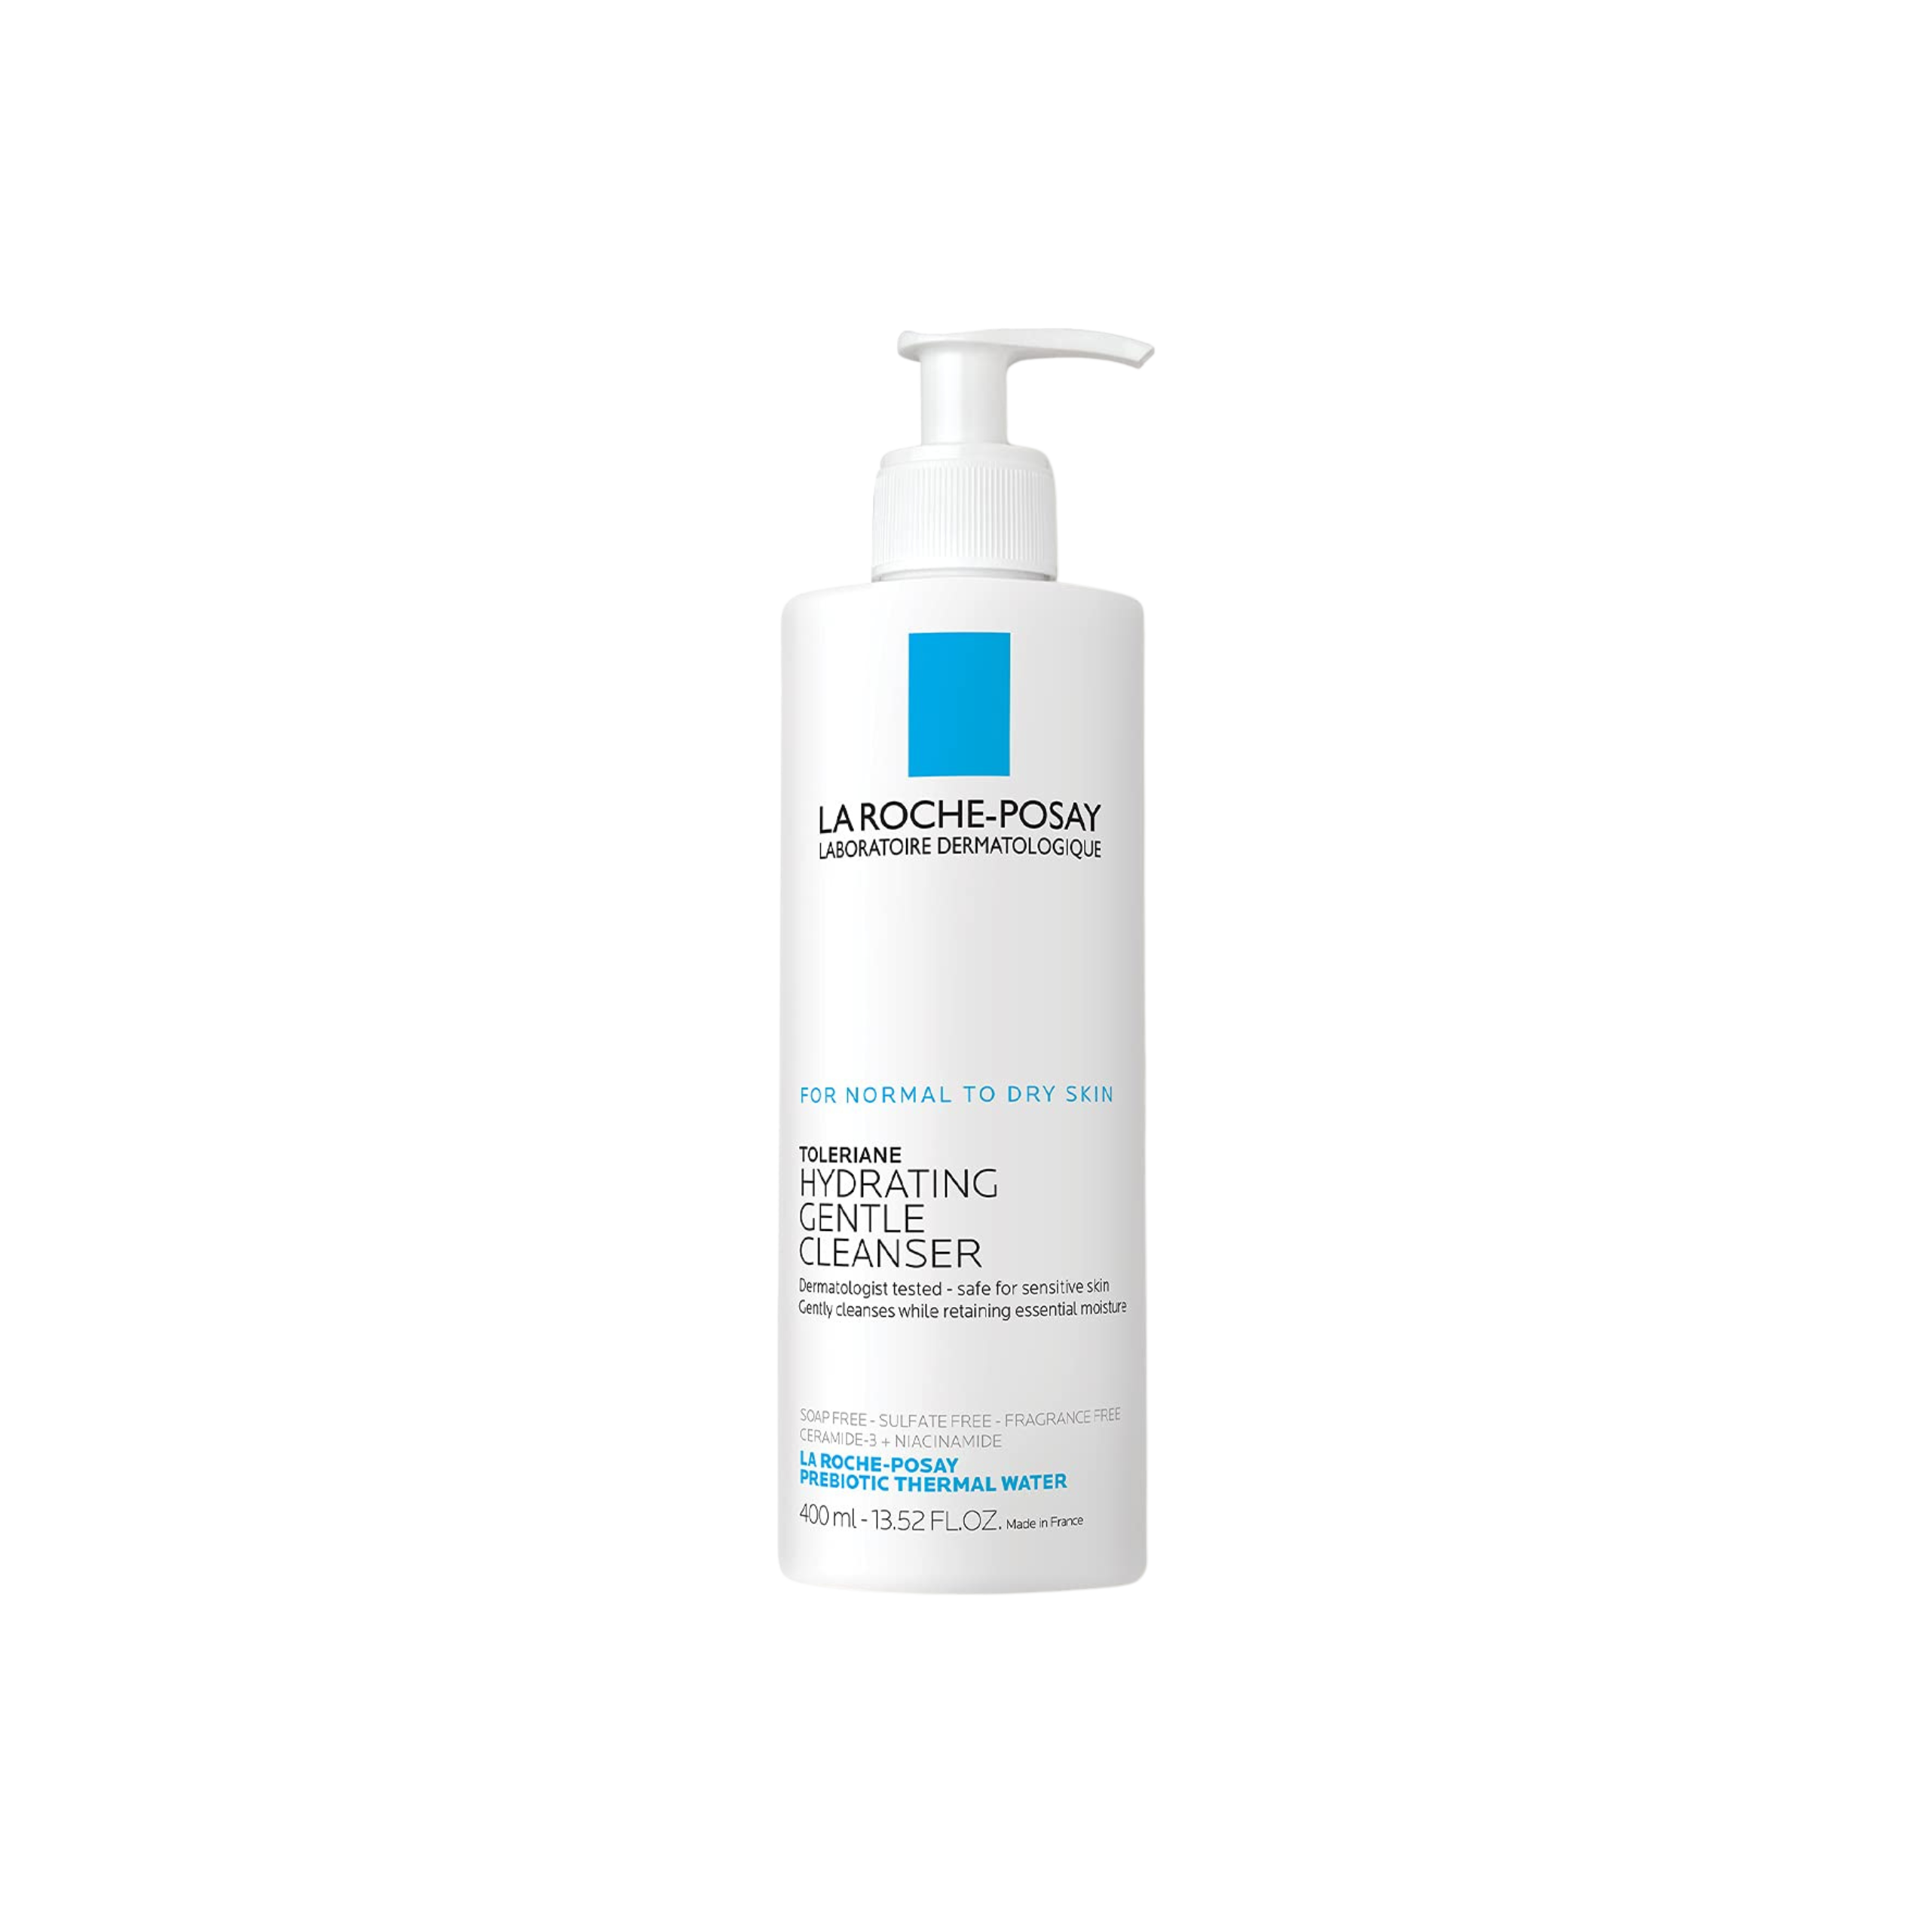 LA ROCHE-POSAY
LABORATOIRE DERMATOLOGIQUE
FOR NORMAL TO DRY SKIN
TOLERIANE
HYDRATING
GENTLE
CLEANSER
Dermatologist tested - safe for sensitive skin
Gently cleanses while retaining essential moisture
SOAP FREE - SULFATE FREE - FRAGRANCE FREE
CERAMIDE-3 + NIACINAMIDE
LA ROCHE-POSAY
PREBIOTIC THERMAL WATER
400 ml - 13.52 FL.OZ. Made in France